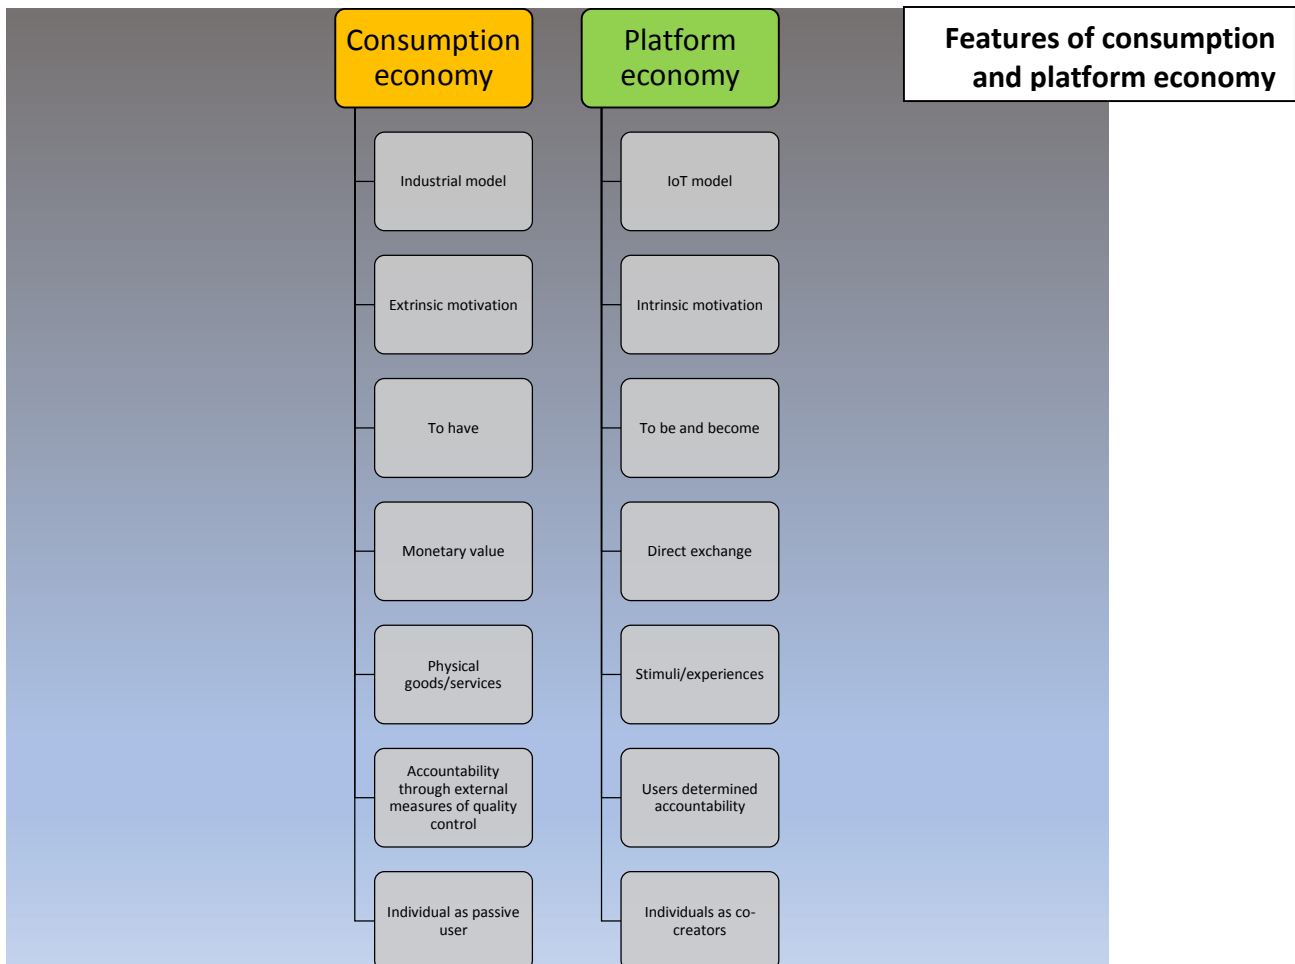 Consumption
economy
Industrial model
Extrinsic motivation
To have
Monetary value
Physical
goods/services
Accountability
through external
measures of quality
control
Individual as passive
user
Platform
economy
IoT model
Intrinsic motivation
To be and become
Direct exchange
Stimuli/experiences
Users determined
accountability
Individuals as co-
creators
Features of consumption
and platform economy